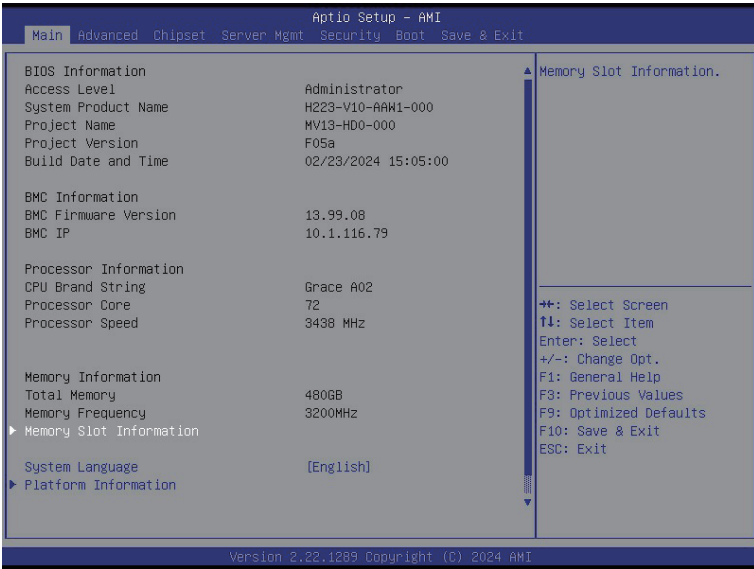 Aptio Setup - AMI
Main Advanced Chipset Server Mgmt Security Boot Save & Exit
BIOS Information
Access Level Administrator
System Product Name H223-V10-AAW1-000
Project Name MV13-HD0-000
Project Version F05a
Build Date and Time 02/23/2024 15:05:00
BMC Information
BMC Firmware Version 13.99.08
BMC IP 10.1.116.79
Processor Information
CPU Brand String Grace A02
Processor Core 72
Processor Speed 3438 MHz
Memory Information
Total Memory 480GB
Memory Frequency 3200MHz
Memory Slot Information
System Language [English]
Platform Information
Memory Slot Information.
→←: Select Screen
↑↓: Select Item
Enter: Select
+/-: Change Opt.
F1: General Help
F3: Previous Values
F9: Optimized Defaults
F10: Save & Exit
ESC: Exit
Version 2.22.1289 Copyright (C) 2024 AMI